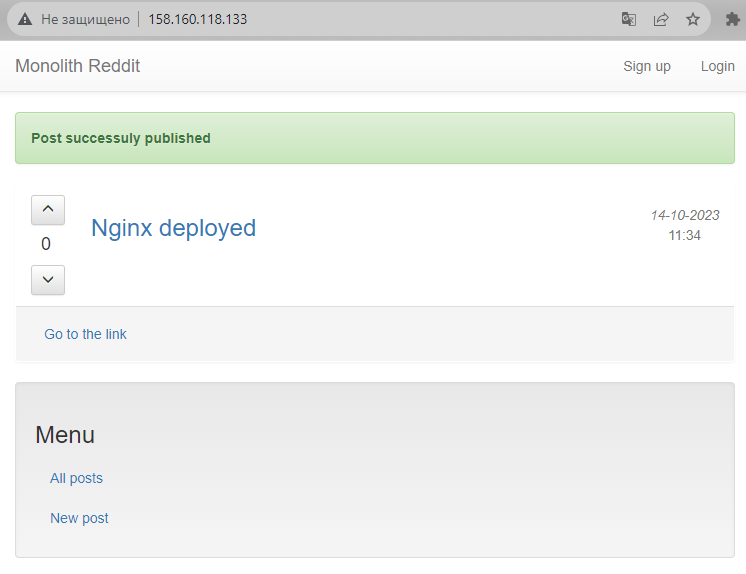 Не защищено 158.160.118.133
Monolith Reddit Sign up Login
Post successuly published
0
Nginx deployed
14-10-2023
11:34
Go to the link
Menu
All posts
New post